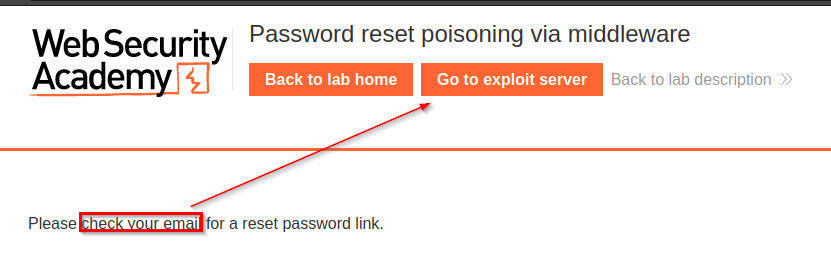 Web Security
Academy
Password reset poisoning via middleware
Back to lab home
Go to exploit server
Back to lab description
Please check your email for a reset password link.